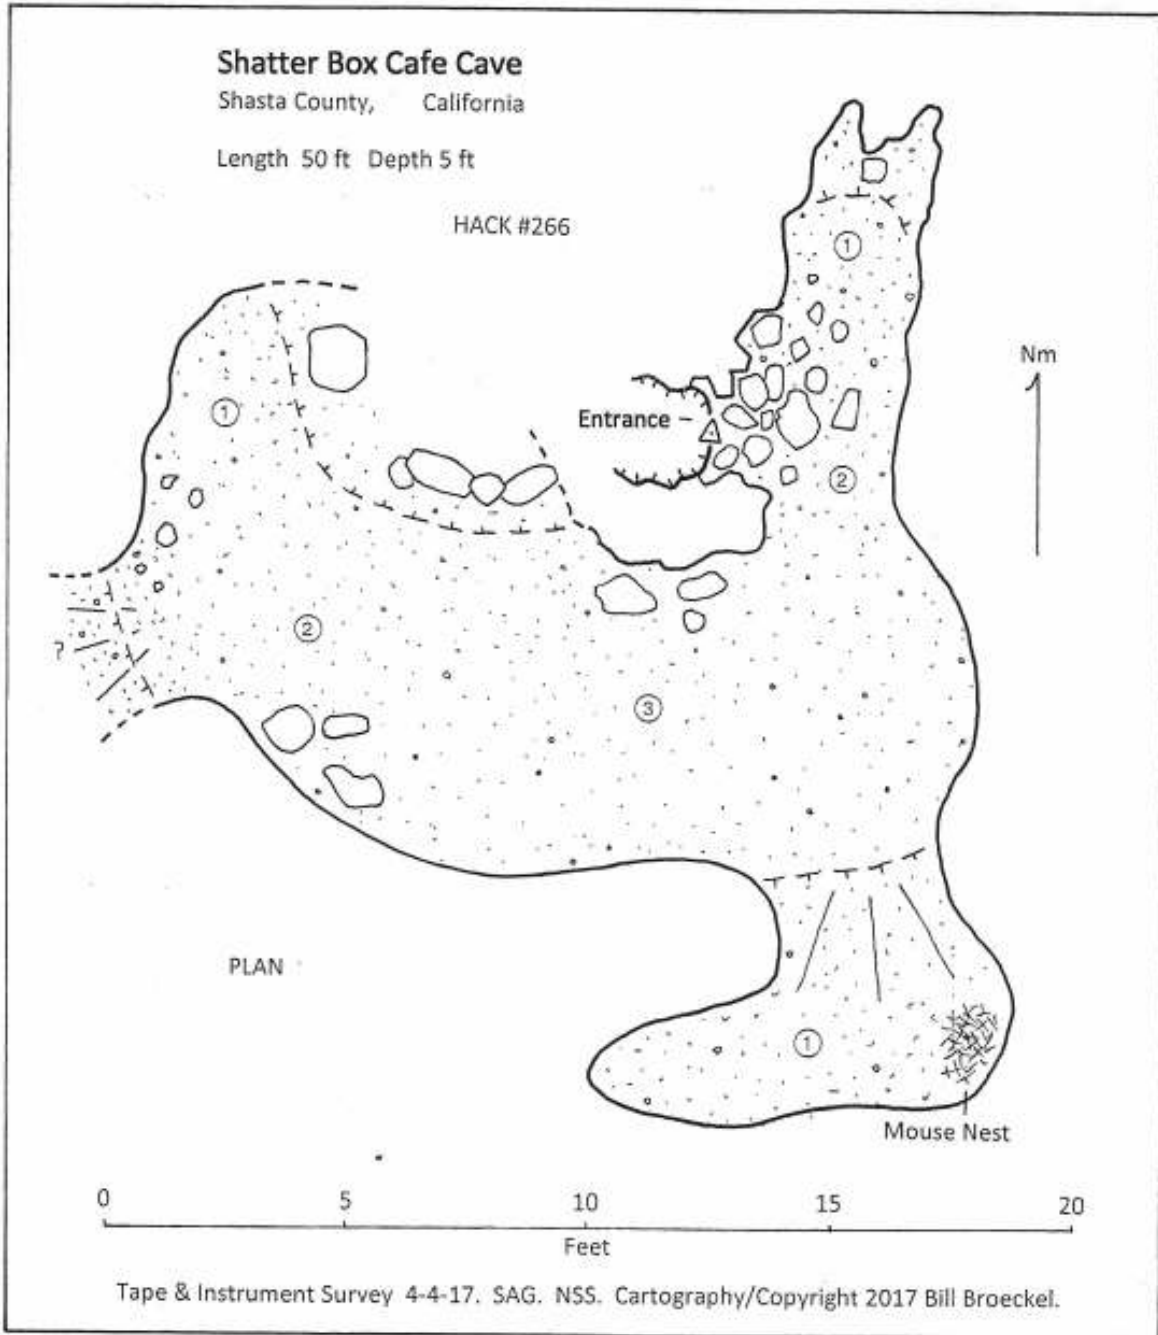 Shatter Box Cafe Cave
Shasta County, California
Length 50 ft Depth 5 ft
HACK #266
1
Nm
1
Entrance
2
2
?
3
PLAN
1
Mouse Nest
0 5 10 15 20
Feet
Tape & Instrument Survey 4-4-17. SAG. NSS. Cartography/Copyright 2017 Bill Broeckel.